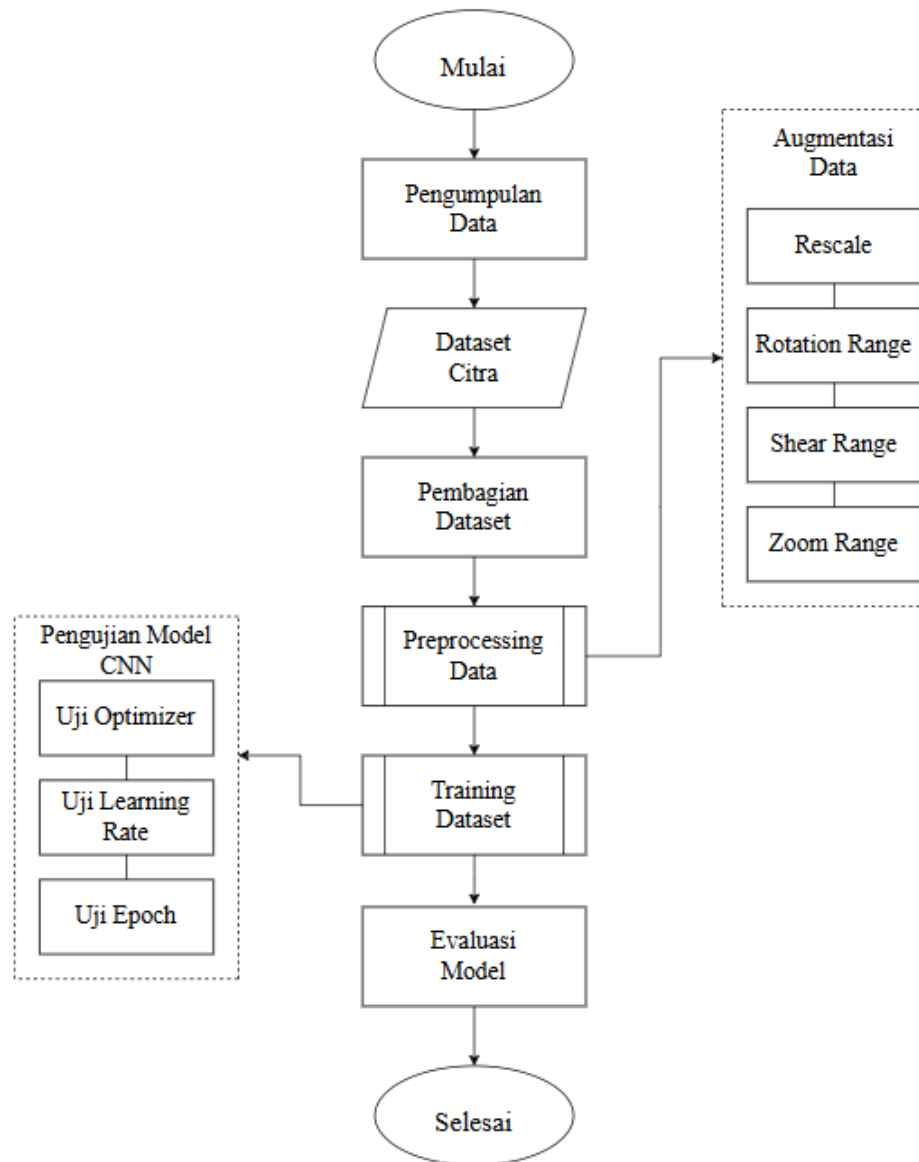 Mulai
Pengumpulan
Data
Dataset
Citra
Pembagian
Dataset
Preprocessing
Data
Augmentasi
Data
Rescale
Rotation Range
Shear Range
Zoom Range
Training
Dataset
Pengujian Model
CNN
Uji Optimizer
Uji Learning
Rate
Uji Epoch
Evaluasi
Model
Selesai